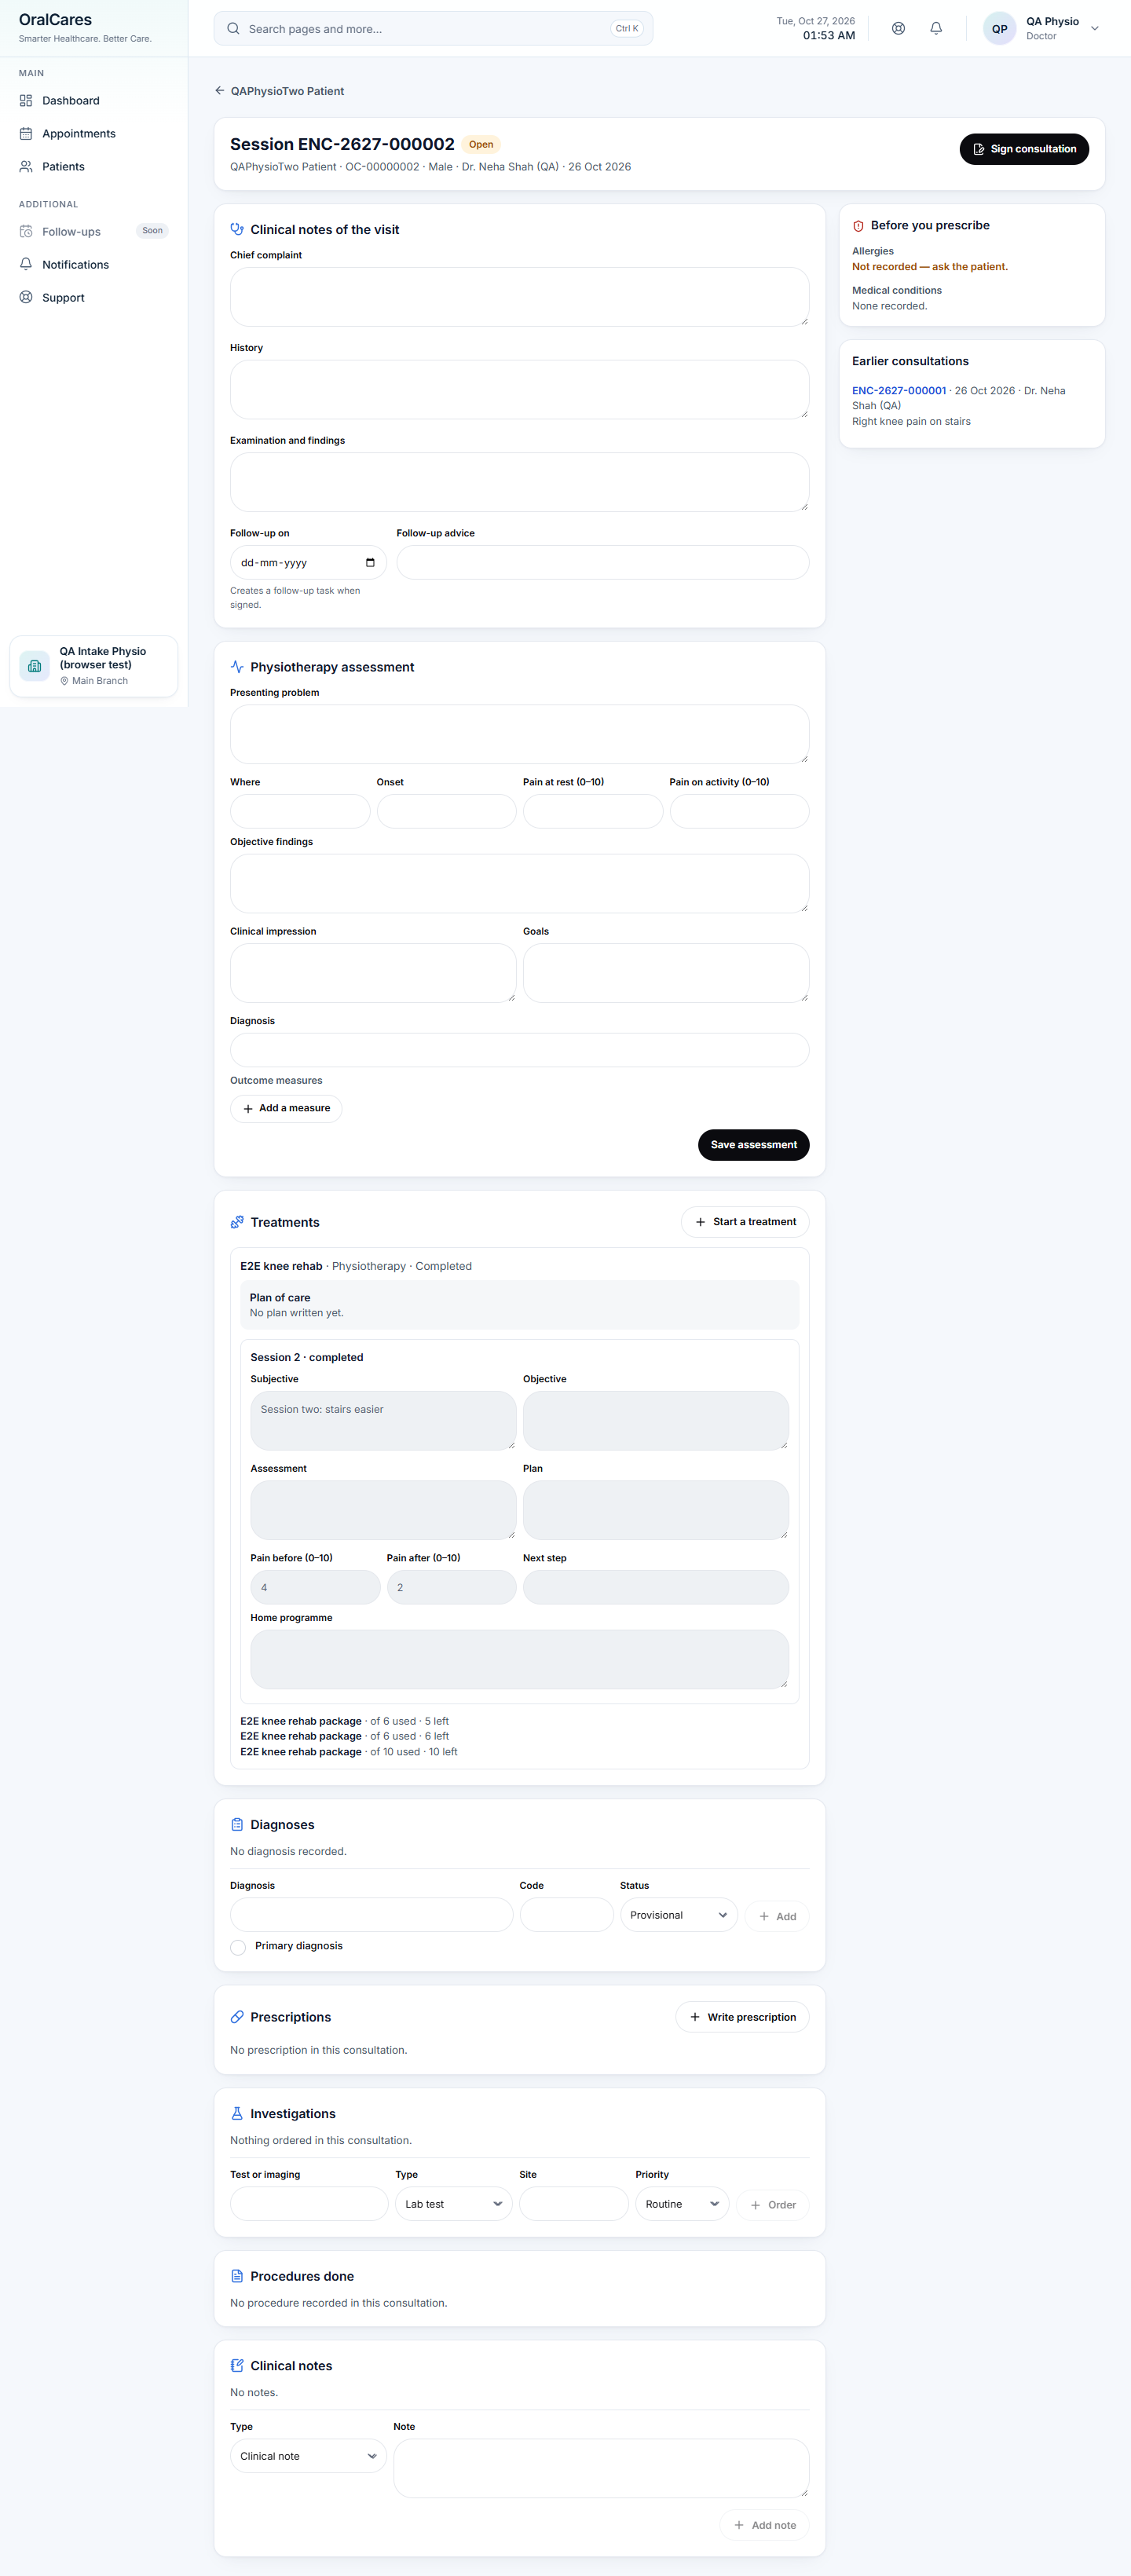 OralCares
Smarter Healthcare. Better Care.
Search pages and more...
Ctrl K
Tue, Oct 27, 2026
01:53 AM
QP
QA Physio
Doctor
MAIN
Dashboard
Appointments
Patients
ADDITIONAL
Follow-ups
Soon
Notifications
Support
QA Intake Physio
(browser test)
Main Branch
QAPhysioTwo Patient
Session ENC-2627-000002
Open
QAPhysioTwo Patient · OC-00000002 · Male · Dr. Neha Shah (QA) · 26 Oct 2026
Sign consultation
Clinical notes of the visit
Chief complaint
History
Examination and findings
Follow-up on
Follow-up advice
dd-mm-yyyy
Creates a follow-up task when
signed.
Before you prescribe
Allergies
Not recorded — ask the patient.
Medical conditions
None recorded.
Earlier consultations
ENC-2627-000001 · 26 Oct 2026 · Dr. Neha
Shah (QA)
Right knee pain on stairs
Physiotherapy assessment
Presenting problem
Where
Onset
Pain at rest (0–10)
Pain on activity (0–10)
Objective findings
Clinical impression
Goals
Diagnosis
Outcome measures
Add a measure
Save assessment
Treatments
Start a treatment
E2E knee rehab · Physiotherapy · Completed
Plan of care
No plan written yet.
Session 2 · completed
Subjective
Objective
Session two: stairs easier
Assessment
Plan
Pain before (0–10)
Pain after (0–10)
Next step
4
2
Home programme
E2E knee rehab package · of 6 used · 5 left
E2E knee rehab package · of 6 used · 6 left
E2E knee rehab package · of 10 used · 10 left
Diagnoses
No diagnosis recorded.
Diagnosis
Code
Status
Provisional
Add
Primary diagnosis
Prescriptions
Write prescription
No prescription in this consultation.
Investigations
Nothing ordered in this consultation.
Test or imaging
Type
Site
Priority
Lab test
Routine
Order
Procedures done
No procedure recorded in this consultation.
Clinical notes
No notes.
Type
Note
Clinical note
Add note